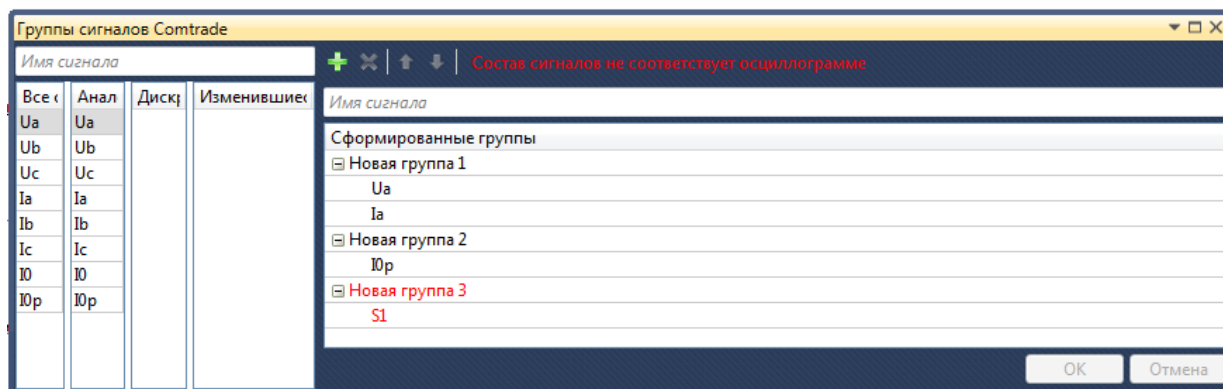 Группы сигналов Comtrade
Имя сигнала
Состав сигналов не соответствует осциллограмме
Все с Анал Дискр Изменившиес
Ua Ua
Ub Ub
Uc Uc
Ia Ia
Ib Ib
Ic Ic
I0 I0
I0p I0p
Имя сигнала
Сформированные группы
Новая группа 1
Ua
Ia
Новая группа 2
I0p
Новая группа 3
S1
OK Отмена